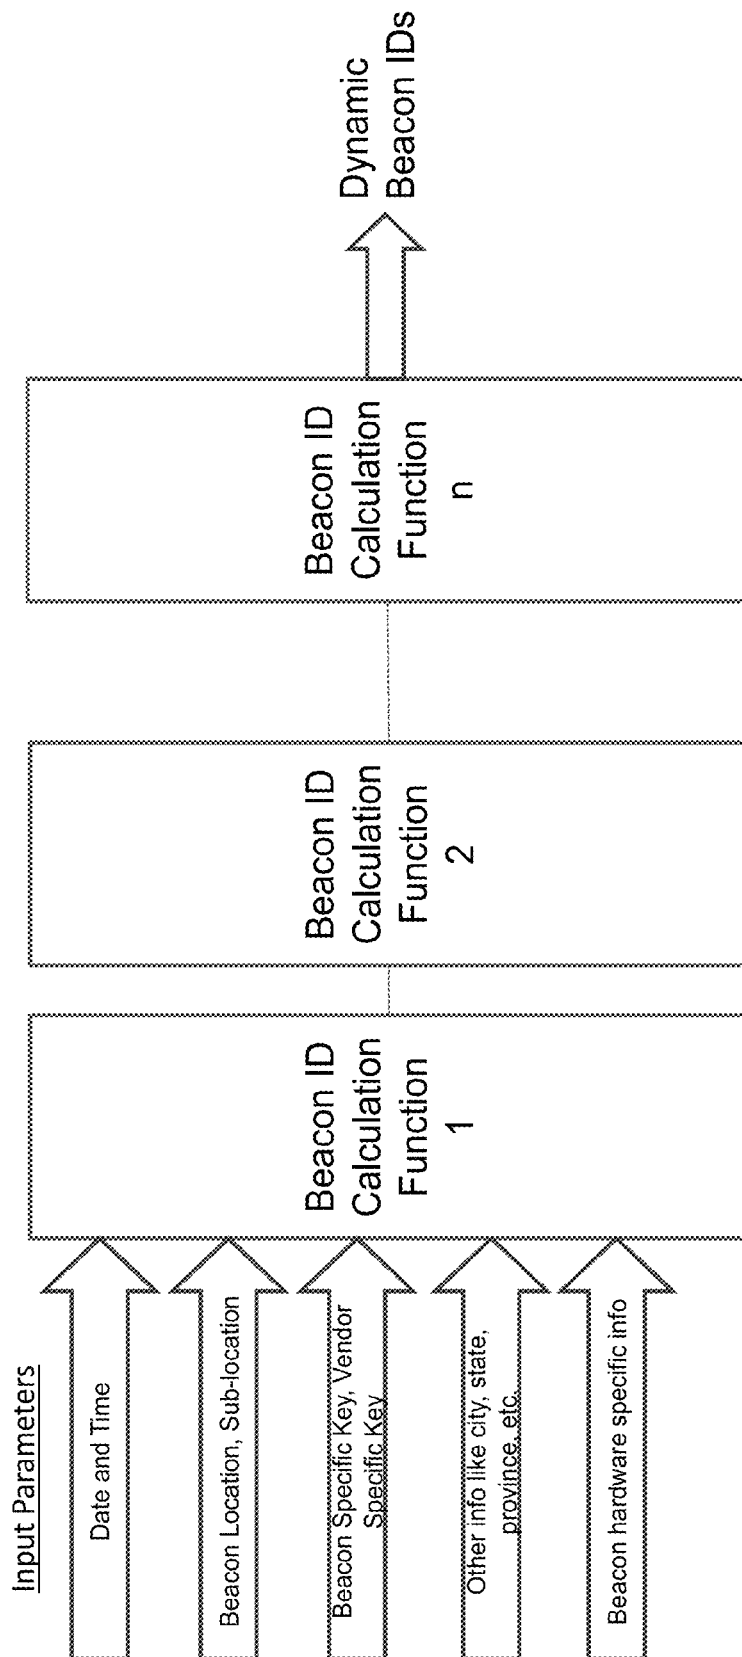 Input Parameters
Date and Time
Beacon Location, Sub-location
Beacon Specific Key, Vendor
Specific Key
Other info like city, state,
province, etc.
Beacon hardware specific info
Beacon ID
Calculation
Function
1
Beacon ID
Calculation
Function
2
Beacon ID
Calculation
Function
n
Dynamic
Beacon IDs